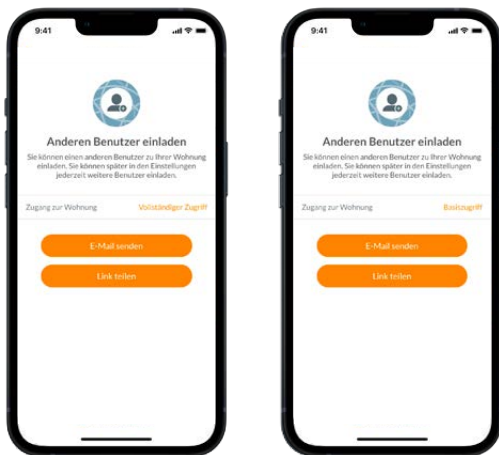 9:41
Anderen Benutzer einladen
Sie können einen anderen Benutzer zu Ihrer Wohnung
einladen. Sie können später in den Einstellungen
jederzeit weitere Benutzer einladen.
Zugang zur Wohnung Vollständiger Zugriff
E-Mail senden
Link teilen
9:41
Anderen Benutzer einladen
Sie können einen anderen Benutzer zu Ihrer Wohnung
einladen. Sie können später in den Einstellungen
jederzeit weitere Benutzer einladen.
Zugang zur Wohnung Basiszugriff
E-Mail senden
Link teilen